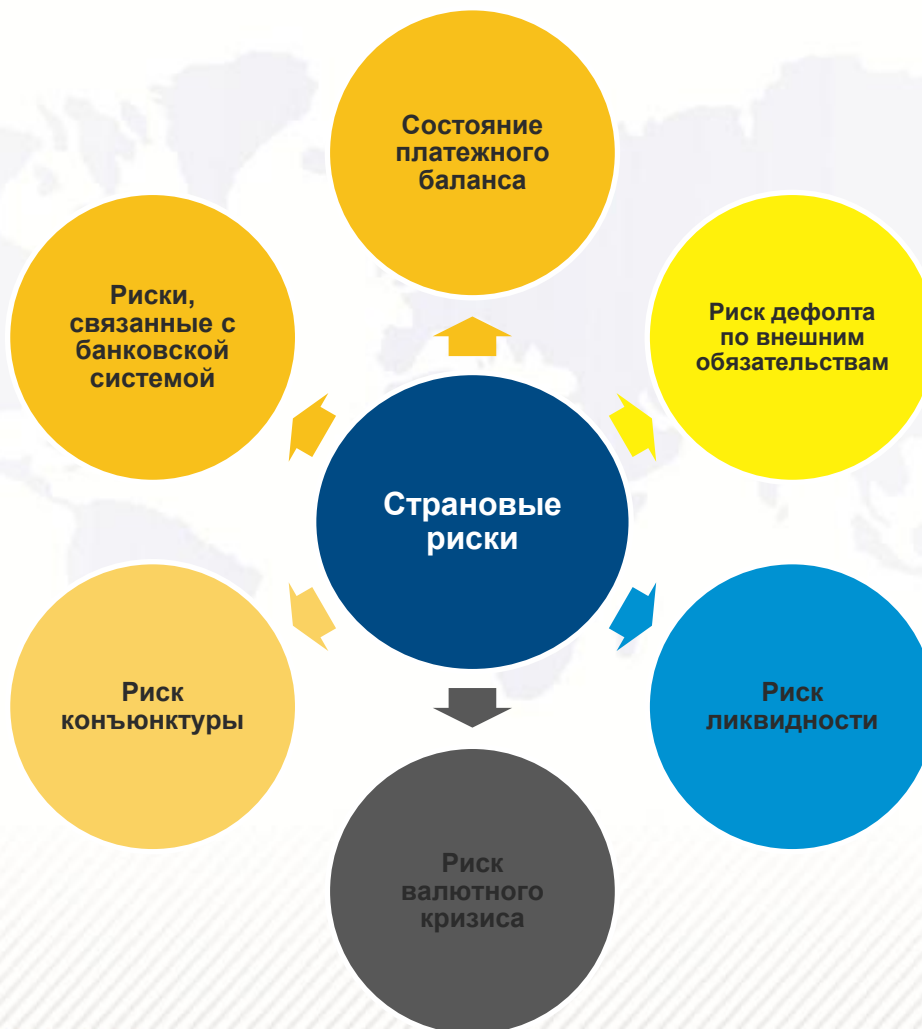 Состояние
платежного
баланса
Риски,
связанные с
банковской
системой
Риск дефолта
по внешним
обязательствам
Страновые
риски
Риск
конъюнктуры
Риск
ликвидности
Риск
валютного
кризиса